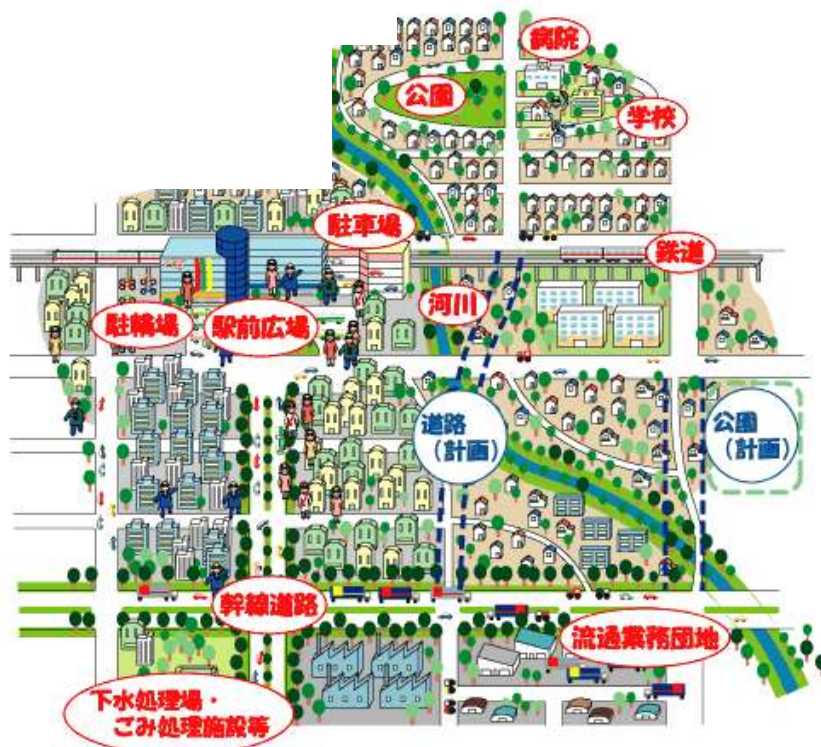 病院
公園
学校
駐車場
鉄道
河川
駐輪場
駅前広場
道路
（計画）
公園
（計画）
幹線道路
流通業務団地
下水処理場・
ごみ処理施設等